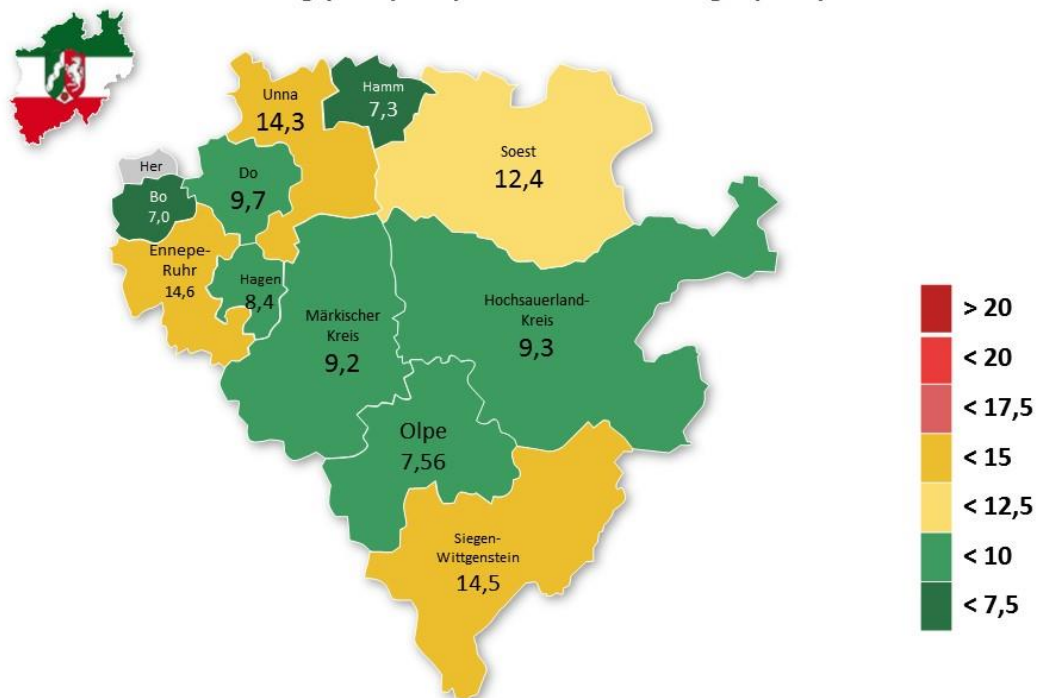 Unna
14,3
Hamm
7,3
Soest
12,4
Her
Bo
7,0
Do
9,7
Ennepe-
Ruhr
14,6
Hagen
8,4
Märkischer
Kreis
9,2
Hochsauerland-
Kreis
9,3
Olpe
7,56
Siegen-
Wittgenstein
14,5
> 20
< 20
< 17,5
< 15
< 12,5
< 10
< 7,5